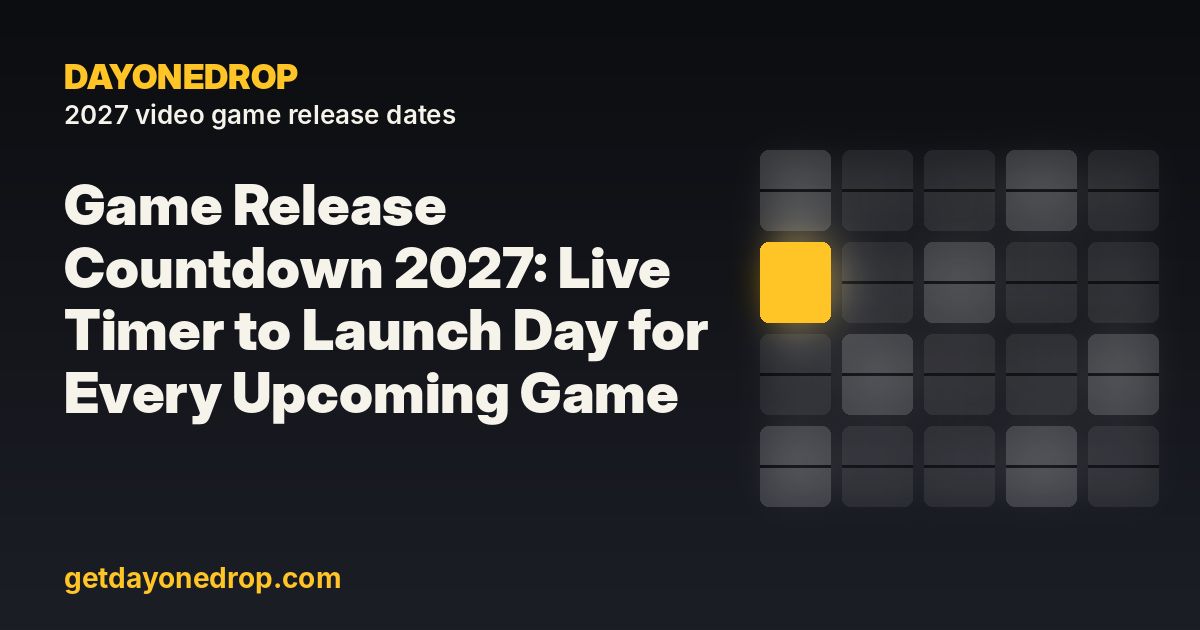 DAYONEDROP
2027 video game release dates
Game Release
Countdown 2027: Live
Timer to Launch Day for
Every Upcoming Game
getdayonedrop.com